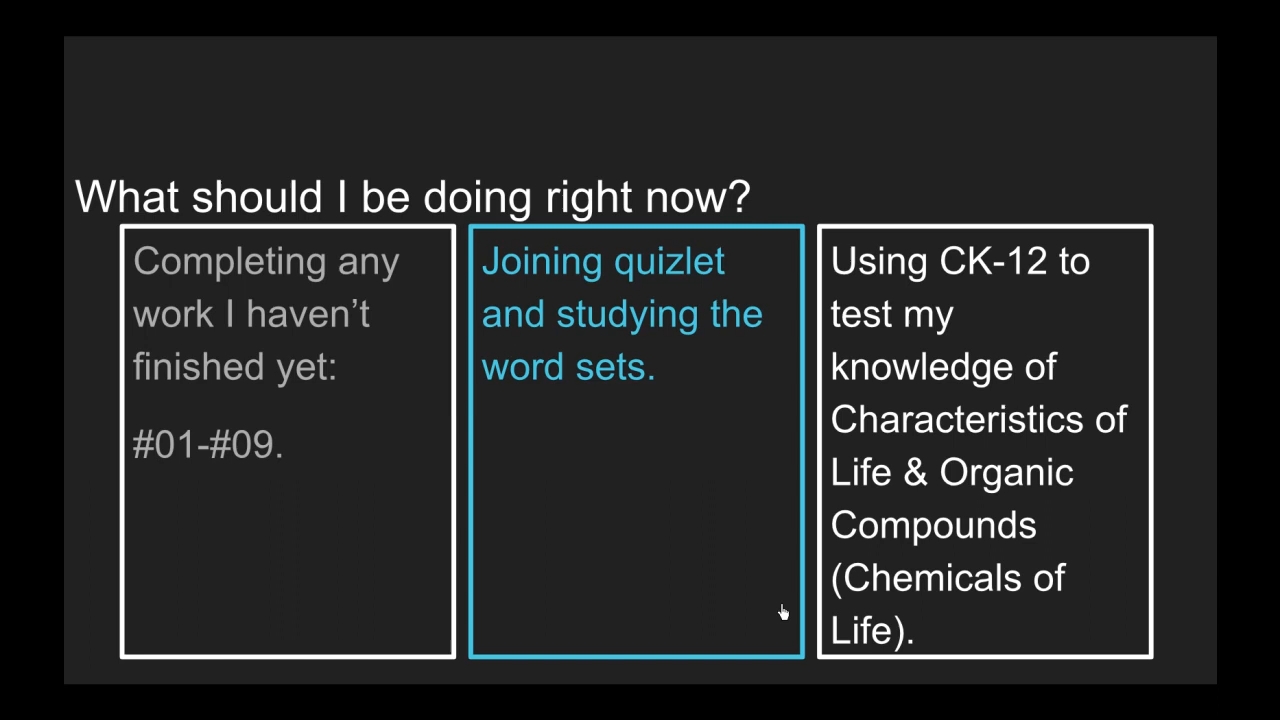 What should I be doing right now?
Completing any
work I haven’t
finished yet:
#01-#09.
Joining quizlet
and studying the
word sets.
Using CK-12 to
test my
knowledge of
Characteristics of
Life & Organic
Compounds
(Chemicals of
Life).